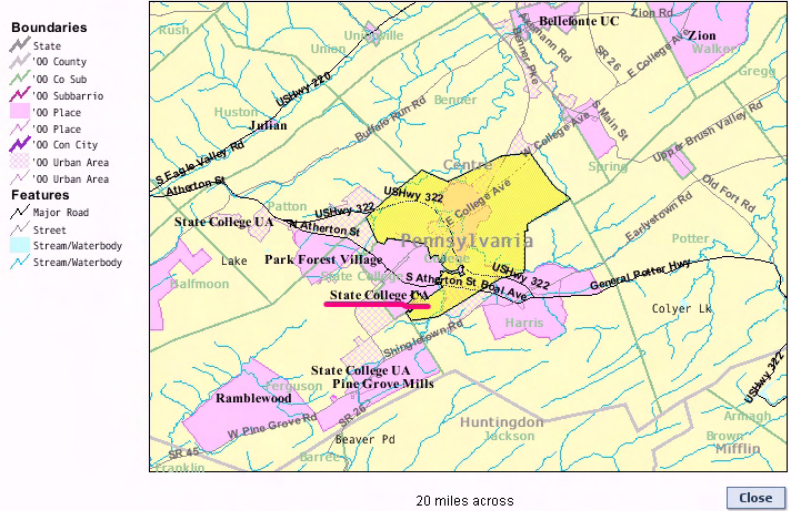 Boundaries
State
'00 County
'00 Co Sub
'00 Subbarrio
'00 Place
'00 Place
'00 Con City
'00 Urban Area
'00 Urban Area
Features
Major Road
Street
Stream/Waterbody
Stream/Waterbody
Rush
Unionville
Union
Bellefonte UC
Zion Rd
Zion
Walker
Axemann Rd
SR 26
E College Ave
Benner Pke
Gregg
USHwy 220
Huston
Julian
Buffalo Run Rd
Benner
S Main St
W College Ave
Upper Brush Valley Rd
S Eagle Valley Rd
Atherton St
Centre
Spring
Old Fort Rd
Patton
USHwy 322
USHwy 322
E College Ave
Earlystown Rd
State College UA
N Atherton St
Pennsylvania
Potter
Lake
Park Forest Village
College
State College
USHwy 322
General Potter Hwy
Halfmoon
S Atherton St
Boal Ave
State College UA
Harris
Colyer Lk
Shingletown Rd
State College UA
Pine Grove Mills
Ferguson
Ramblewood
USHwy 322
SR 26
W Pine Grove Rd
Huntingdon
Jackson
Armagh
Brown
Mifflin
Beaver Pd
SR 45
Barree
Franklin
20 miles across
Close